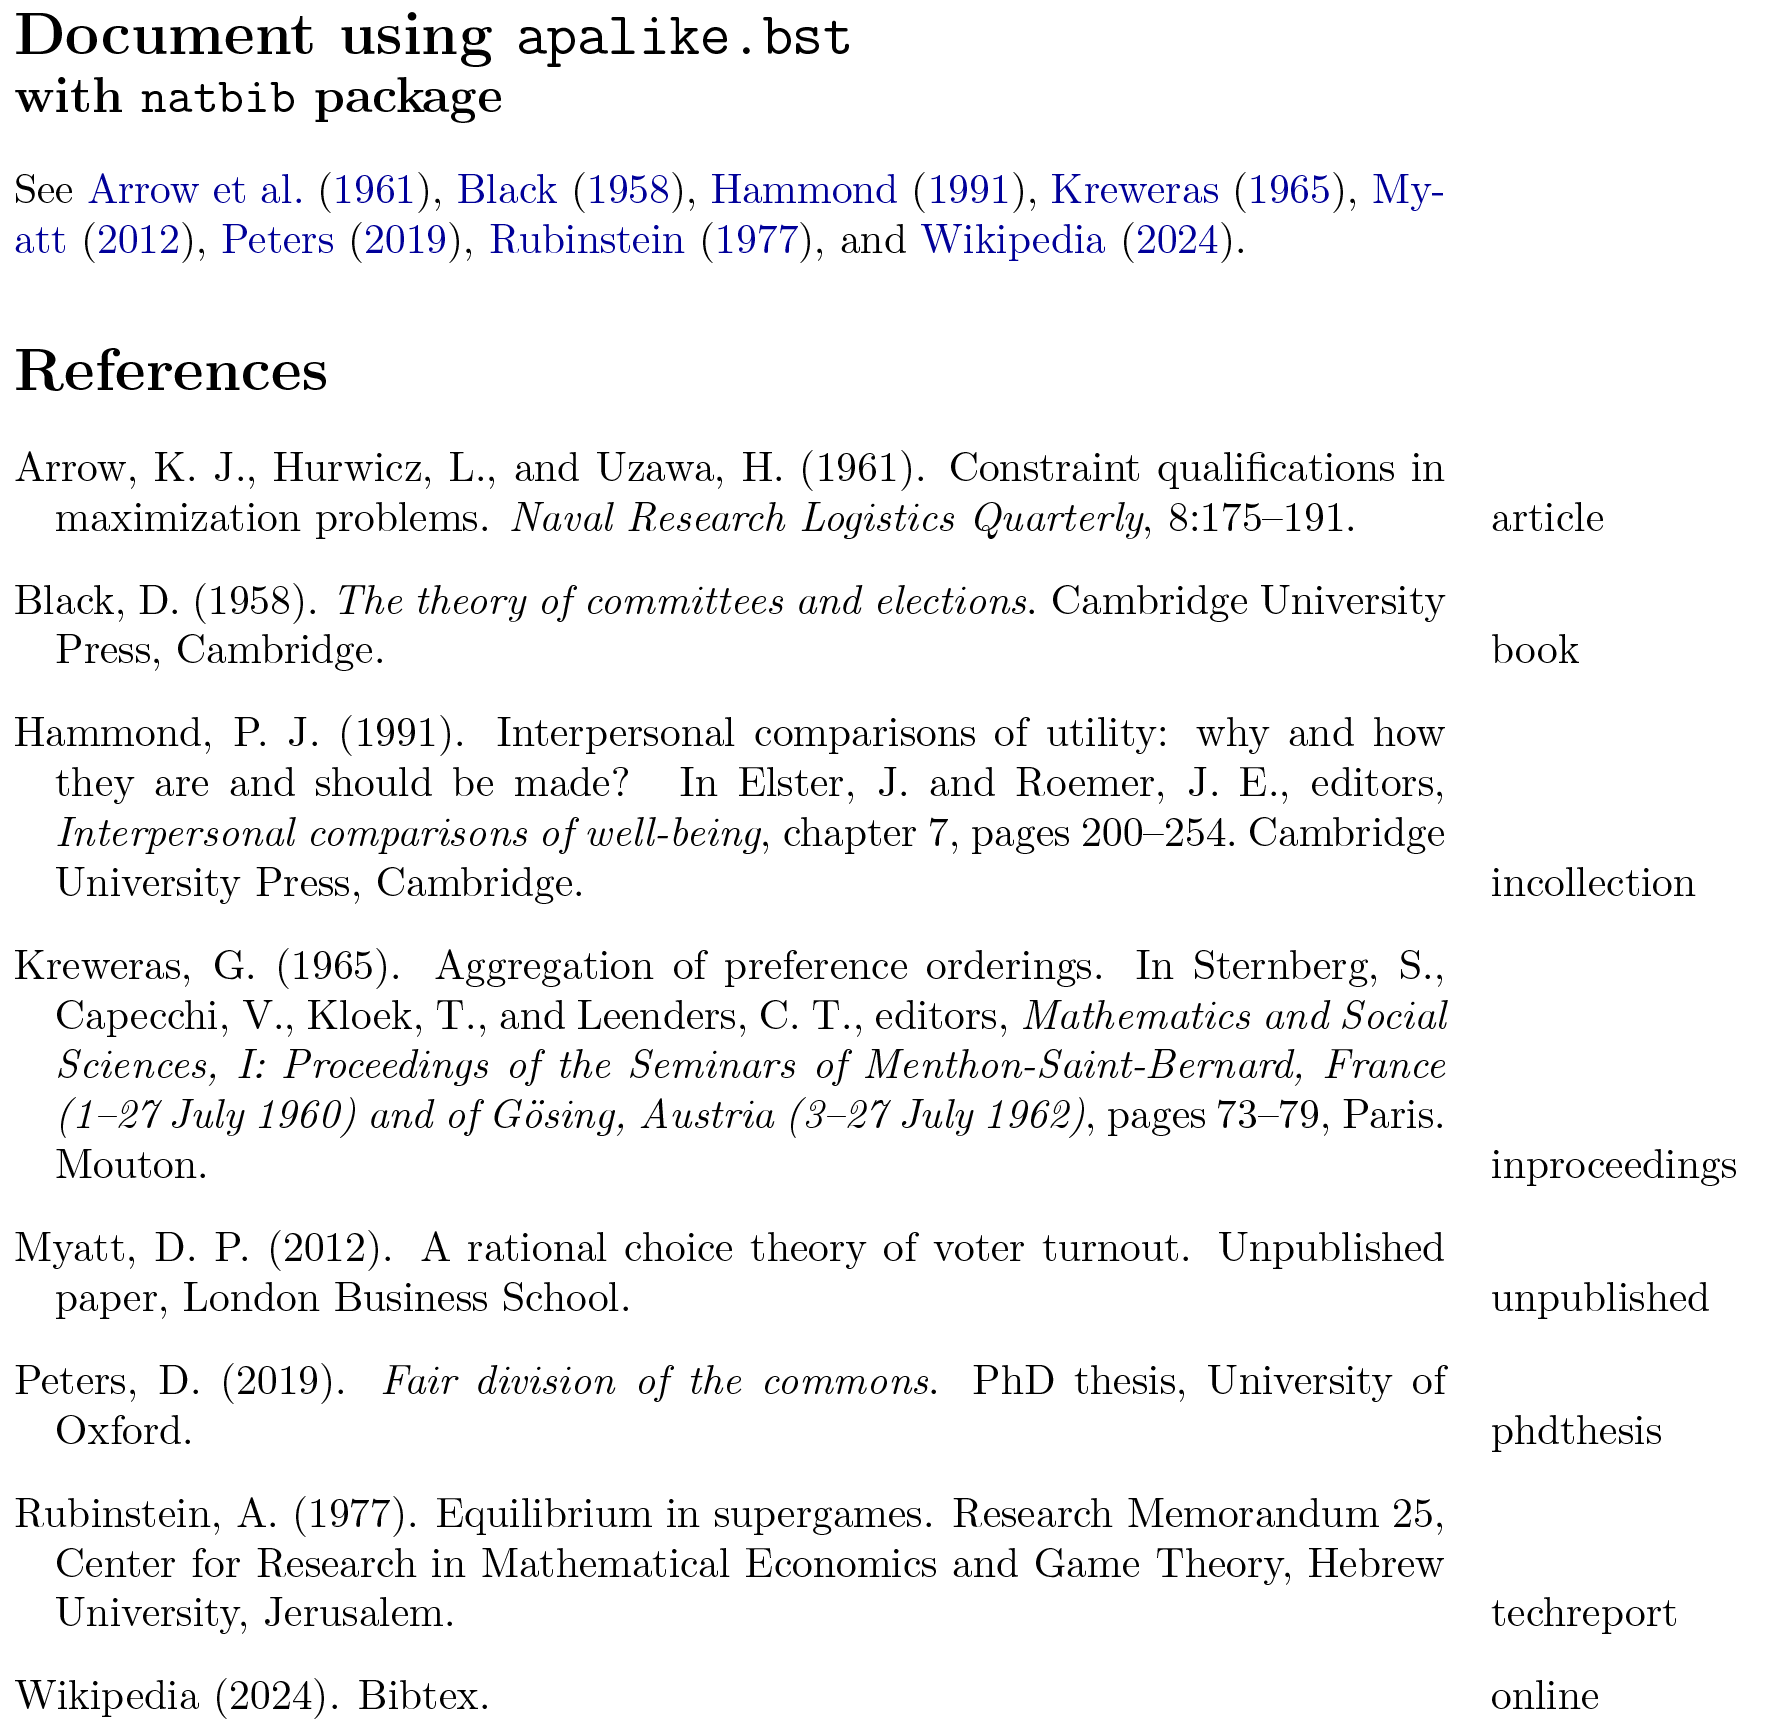 Document using apalike.bst
with natbib package
See Arrow et al. (1961), Black (1958), Hammond (1991), Kreweras (1965), My-
att (2012), Peters (2019), Rubinstein (1977), and Wikipedia (2024).
References
Arrow, K. J., Hurwicz, L., and Uzawa, H. (1961). Constraint qualifications in
maximization problems. Naval Research Logistics Quarterly, 8:175–191. article
Black, D. (1958). The theory of committees and elections. Cambridge University
Press, Cambridge. book
Hammond, P. J. (1991). Interpersonal comparisons of utility: why and how
they are and should be made? In Elster, J. and Roemer, J. E., editors,
Interpersonal comparisons of well-being, chapter 7, pages 200–254. Cambridge
University Press, Cambridge. incollection
Kreweras, G. (1965). Aggregation of preference orderings. In Sternberg, S.,
Capecchi, V., Kloek, T., and Leenders, C. T., editors, Mathematics and Social
Sciences, I: Proceedings of the Seminars of Menthon-Saint-Bernard, France
(1–27 July 1960) and of Gösing, Austria (3–27 July 1962), pages 73–79, Paris.
Mouton. inproceedings
Myatt, D. P. (2012). A rational choice theory of voter turnout. Unpublished
paper, London Business School. unpublished
Peters, D. (2019). Fair division of the commons. PhD thesis, University of
Oxford. phdthesis
Rubinstein, A. (1977). Equilibrium in supergames. Research Memorandum 25,
Center for Research in Mathematical Economics and Game Theory, Hebrew
University, Jerusalem. techreport
Wikipedia (2024). Bibtex. online